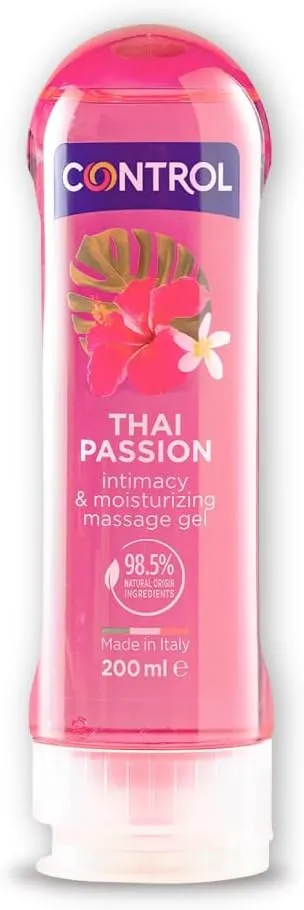 CONTROL
THAI
PASSION
intimacy
& moisturizing
massage gel
98.5%
NATURAL ORIGIN
INGREDIENTS
Made in Italy
200 ml e